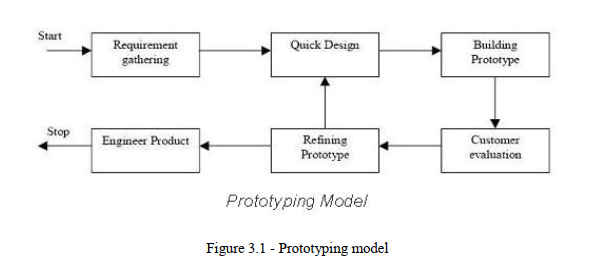 Start
Requirement
gathering
Quick Design
Building
Prototype
Stop
Engineer Product
Refining
Prototype
Customer
evaluation
Prototyping Model
Figure 3.1 - Prototyping model